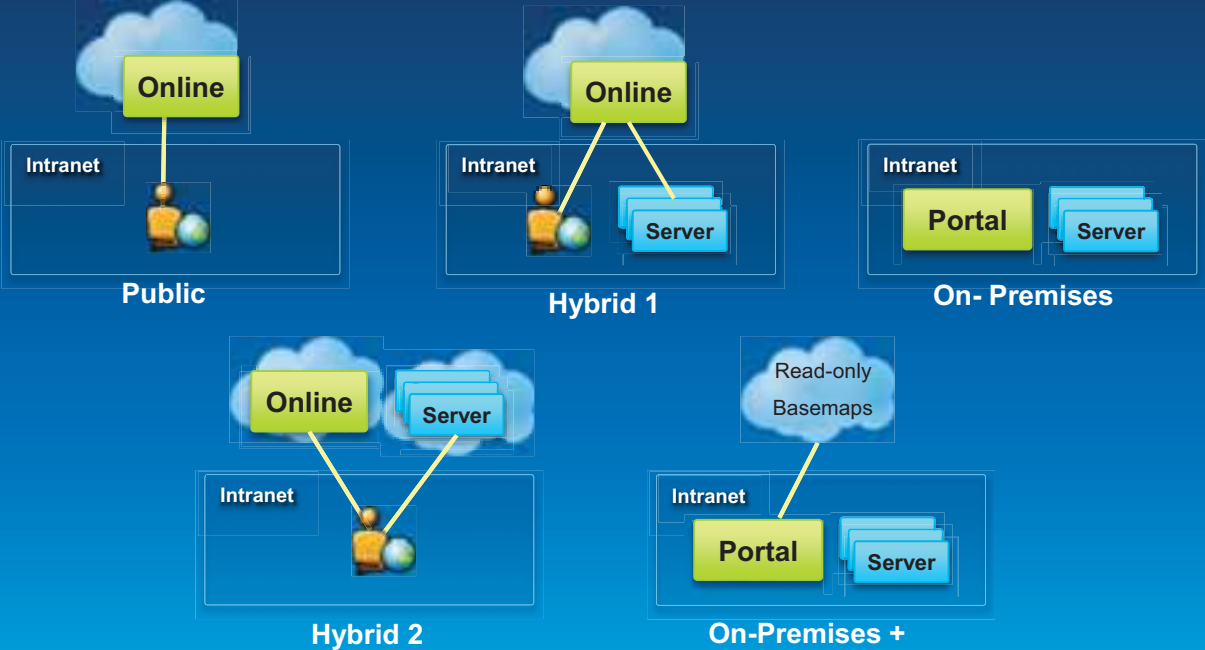 Online
Intranet
Public
Online
Intranet
Server
Hybrid 1
Intranet
Portal
Server
On- Premises
Online
Server
Intranet
Hybrid 2
Read-only
Basemaps
Intranet
Portal
Server
On-Premises +